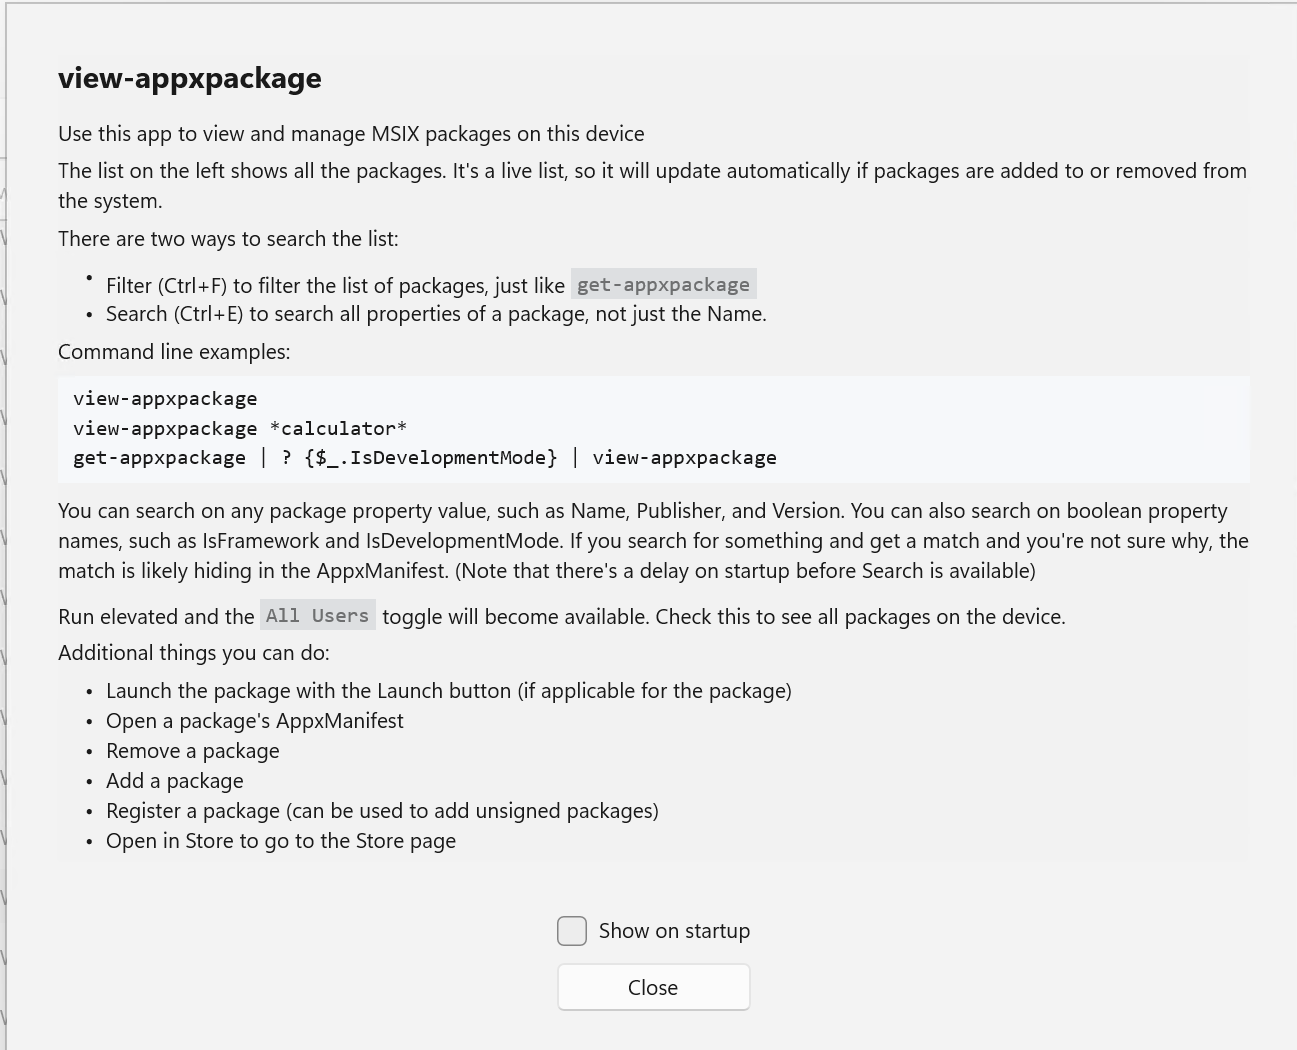 view-appxpackage
Use this app to view and manage MSIX packages on this device
The list on the left shows all the packages. It's a live list, so it will update automatically if packages are added to or removed from
the system.
There are two ways to search the list:
• Filter (Ctrl+F) to filter the list of packages, just like get-appxpackage
• Search (Ctrl+E) to search all properties of a package, not just the Name.
Command line examples:
view-appxpackage
view-appxpackage *calculator*
get-appxpackage | ? {$_.IsDevelopmentMode} | view-appxpackage
You can search on any package property value, such as Name, Publisher, and Version. You can also search on boolean property
names, such as IsFramework and IsDevelopmentMode. If you search for something and get a match and you're not sure why, the
match is likely hiding in the AppxManifest. (Note that there's a delay on startup before Search is available)
Run elevated and the All Users toggle will become available. Check this to see all packages on the device.
Additional things you can do:
• Launch the package with the Launch button (if applicable for the package)
• Open a package's AppxManifest
• Remove a package
• Add a package
• Register a package (can be used to add unsigned packages)
• Open in Store to go to the Store page
Show on startup
Close